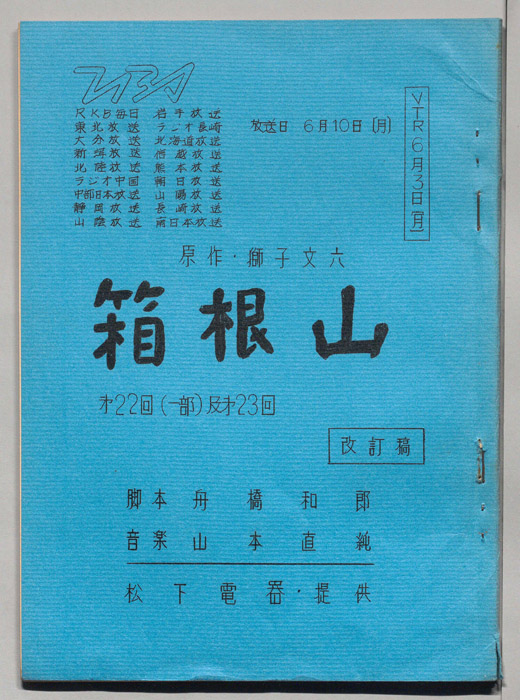 TBS
RKB毎日 岩手放送
東北放送 ラジオ長崎
大分放送 北海道放送
新潟放送 信越放送
北陸放送 熊本放送
ラジオ中国 朝日放送
中部日本放送 山陽放送
静岡放送 長崎放送
山陰放送 南日本放送
放送日 6月10日(月)
VTR6月3日(月)
原作・獅子文六
箱根山
才22回(一部)及才23回
改訂稿
脚本 舟橋和郎
音楽 山本直純
松下電器・提供